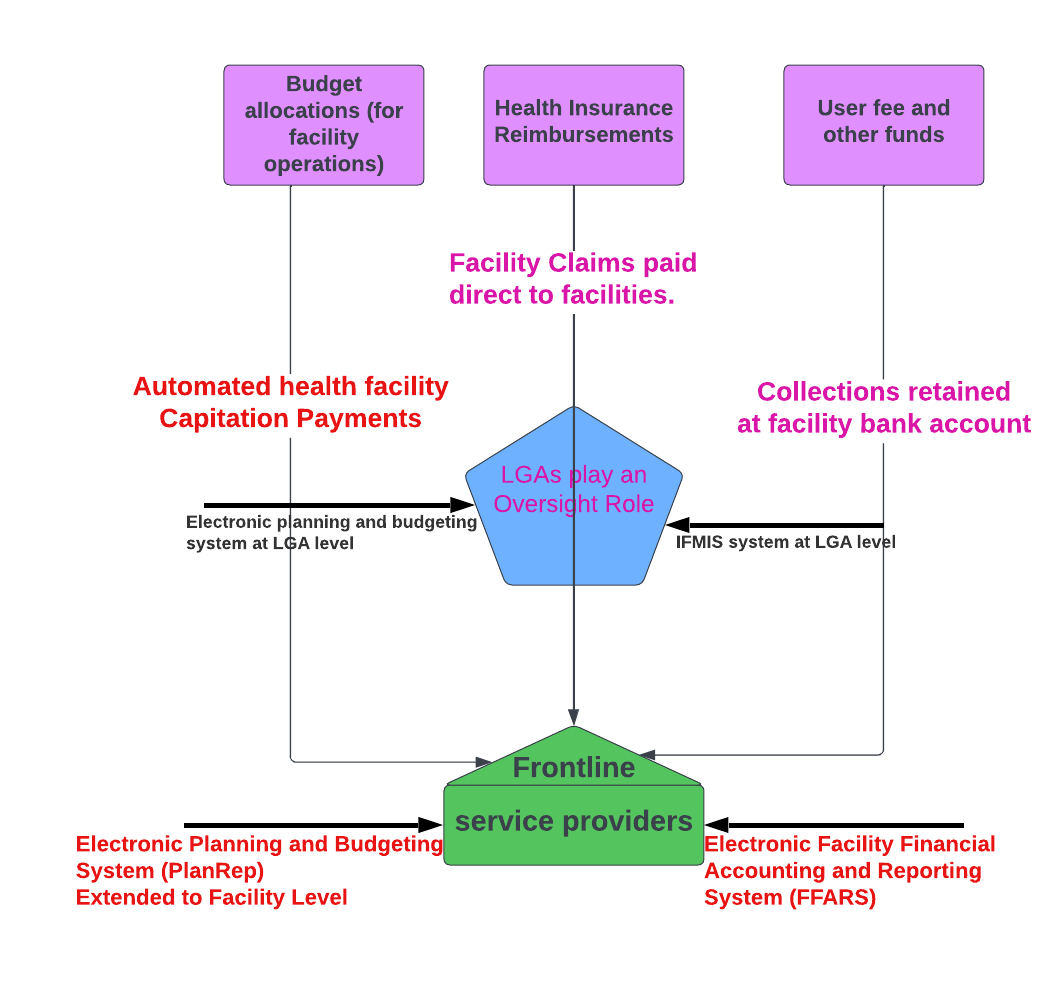 Budget
allocations (for
facility
operations)
Health Insurance
Reimbursements
User fee and
other funds
Facility Claims paid
direct to facilities.
Automated health facility
Capitation Payments
Collections retained
at facility bank account
LGAs play an
Oversight Role
Electronic planning and budgeting
system at LGA level
IFMIS system at LGA level
Frontline
service providers
Electronic Planning and Budgeting
System (PlanRep)
Extended to Facility Level
Electronic Facility Financial
Accounting and Reporting
System (FFARS)